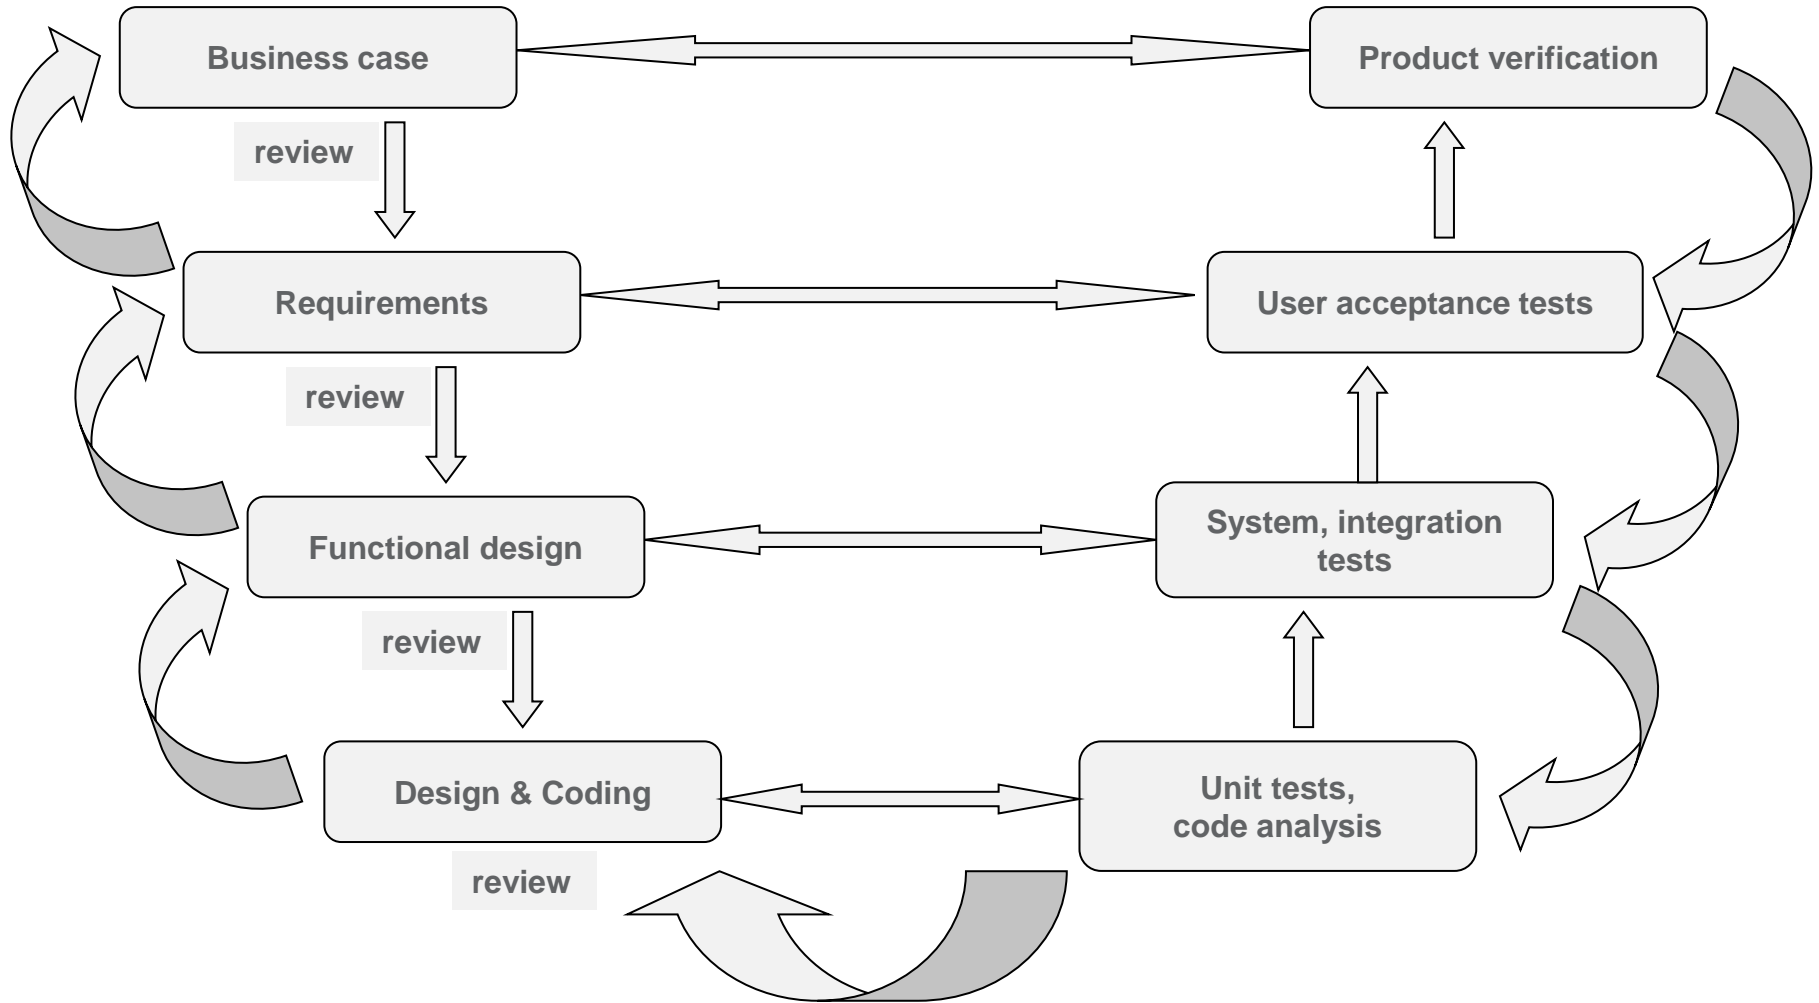 Business case
Product verification
review
Requirements
User acceptance tests
review
Functional design
System, integration
tests
review
Design & Coding
Unit tests,
code analysis
review